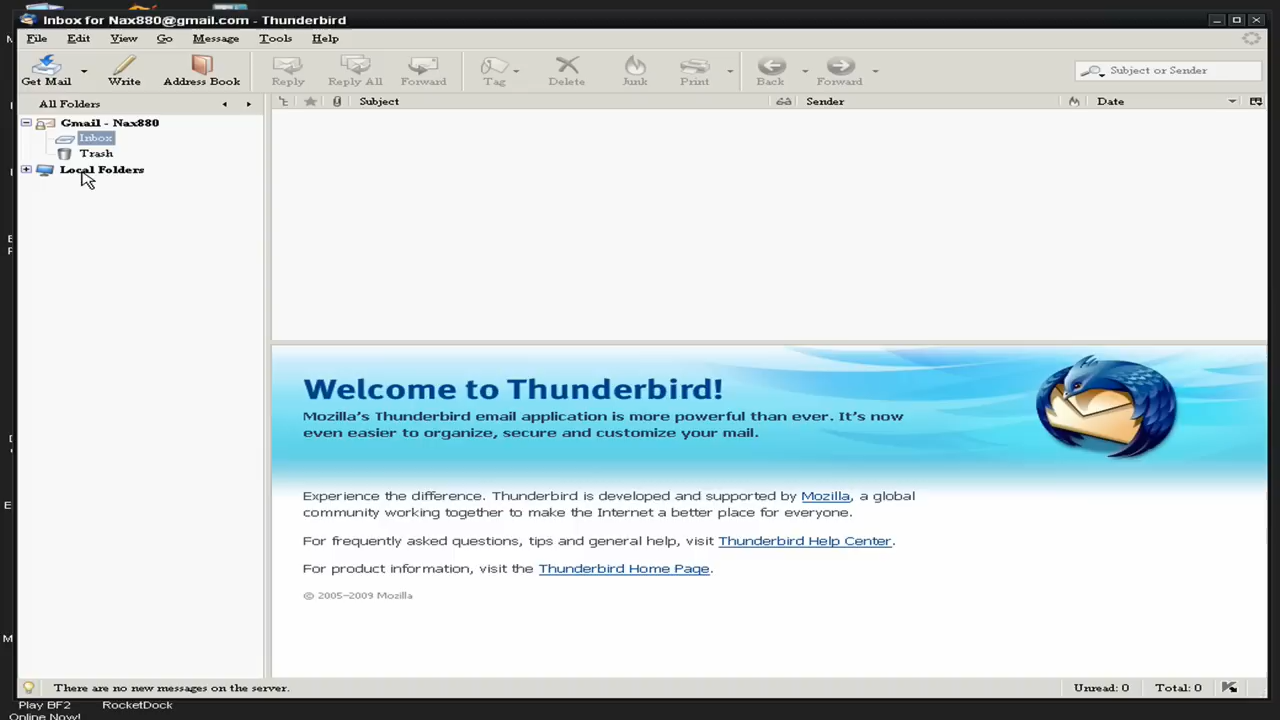 Inbox for Nax880@gmail.com - Thunderbird
File Edit View Go Message Tools Help
Get Mail Write Address Book Reply Reply All Forward Tag Delete Junk Print Back Forward Subject or Sender
All Folders Subject Sender Date
Gmail - Nax880
Inbox
Trash
Local Folders
Welcome to Thunderbird!
Mozilla's Thunderbird email application is more powerful than ever. It's now
even easier to organize, secure and customize your mail.
Experience the difference. Thunderbird is developed and supported by Mozilla, a global
community working together to make the Internet a better place for everyone.
For frequently asked questions, tips and general help, visit Thunderbird Help Center.
For product information, visit the Thunderbird Home Page.
© 2005-2009 Mozilla
There are no new messages on the server. Unread: 0 Total: 0
Play BF2 RocketDock
Online Now!